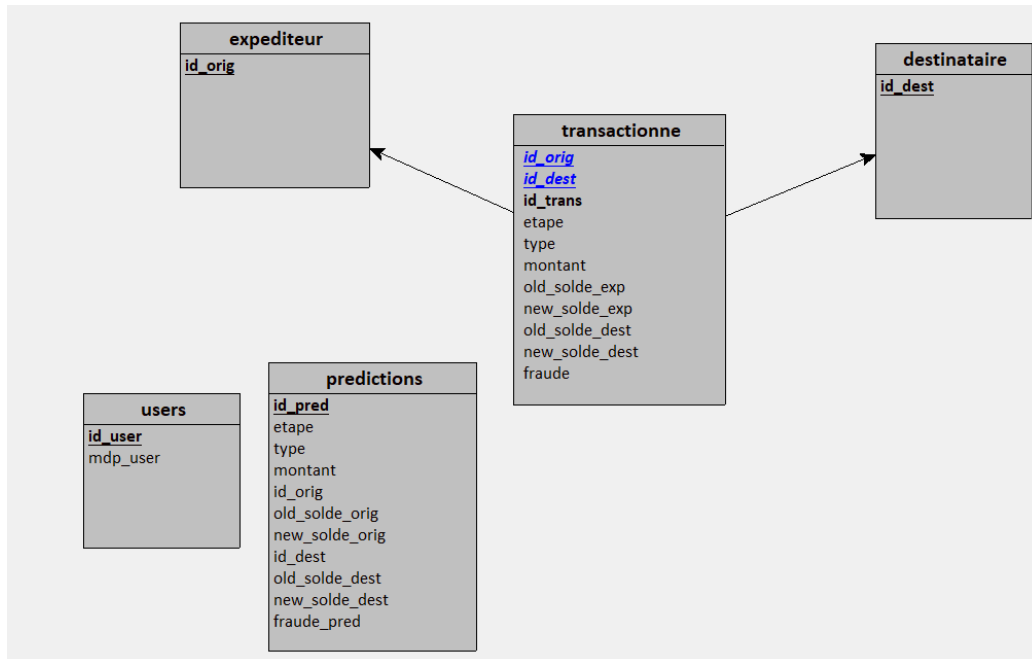 expediteur
id_orig
destinataire
id_dest
transactionne
id_orig
id_dest
id_trans
etape
type
montant
old_solde_exp
new_solde_exp
old_solde_dest
new_solde_dest
fraude
users
id_user
mdp_user
predictions
id_pred
etape
type
montant
id_orig
old_solde_orig
new_solde_orig
id_dest
old_solde_dest
new_solde_dest
fraude_pred